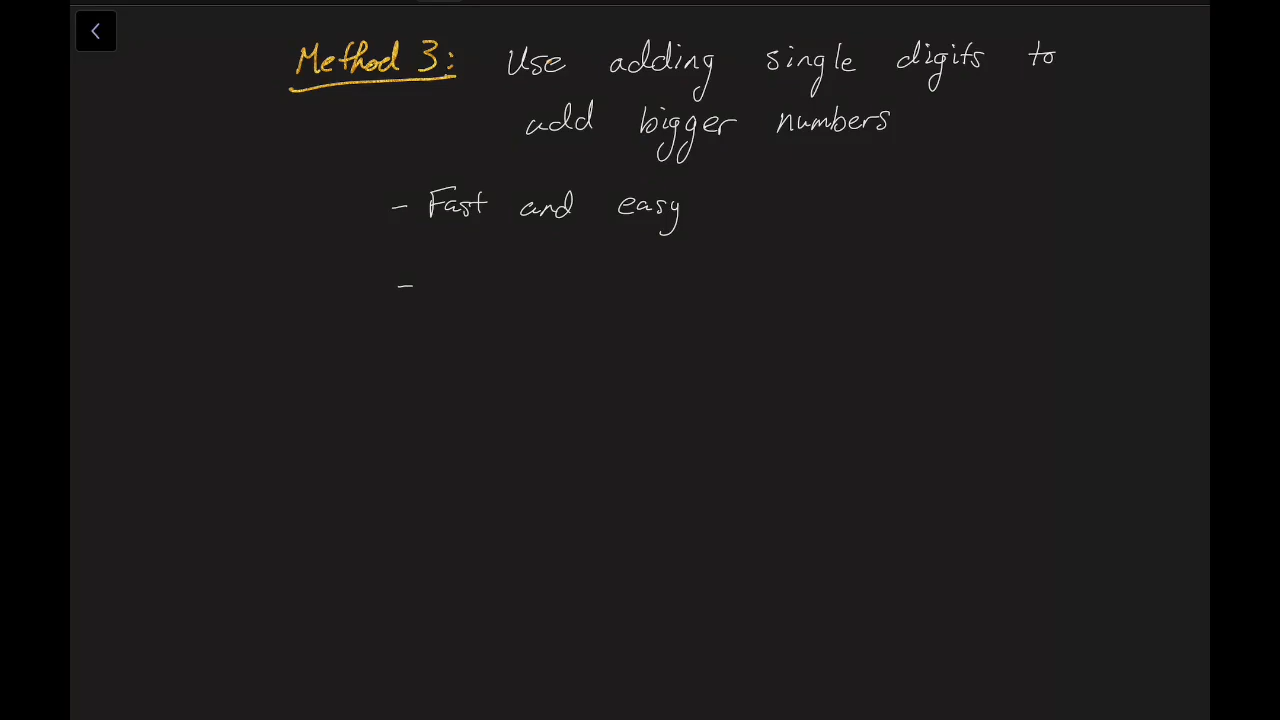 Method 3: Use adding single digits to
add bigger numbers
- Fast and easy
-